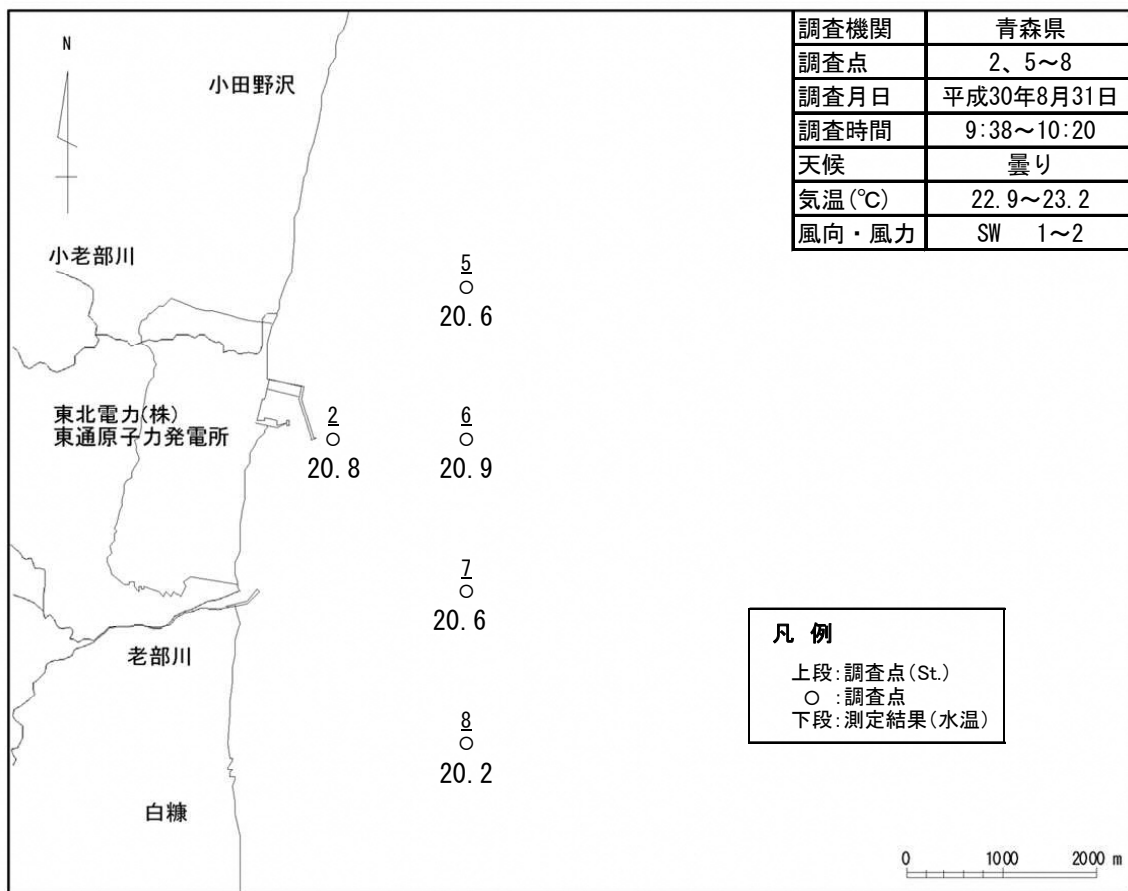 調査機関 青森県
調査点 2、5～8
調査月日 平成30年8月31日
調査時間 9:38～10:20
天候 曇り
気温(℃) 22.9～23.2
風向・風力 SW 1～2
N
小田野沢
小老部川
5
20.6
東北電力(株)
東通原子力発電所
2
20.8
6
20.9
7
20.6
老部川
8
20.2
白糠
凡 例
上段:調査点(St.)
○ :調査点
下段:測定結果(水温)
0 1000 2000 m